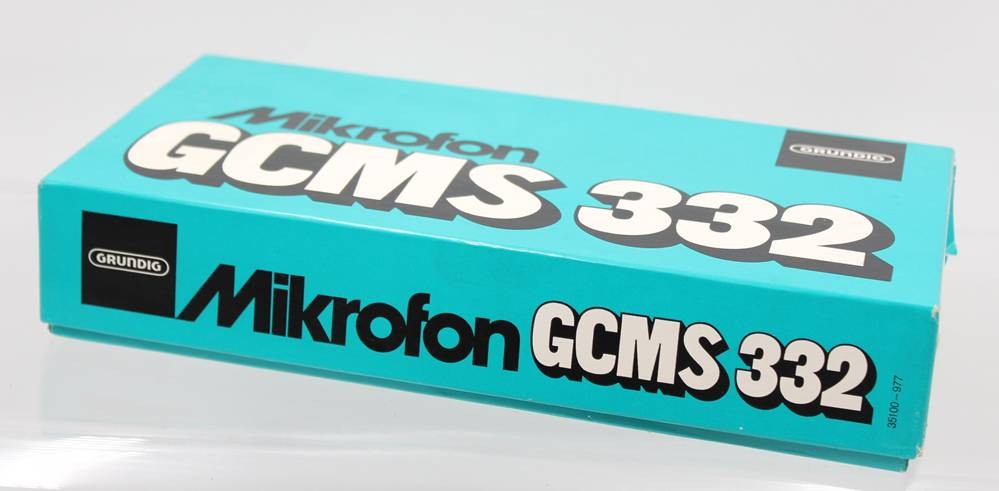 Mikrofon
GCMS 332
GRUNDIG
GRUNDIG
Mikrofon GCMS 332
35100-977